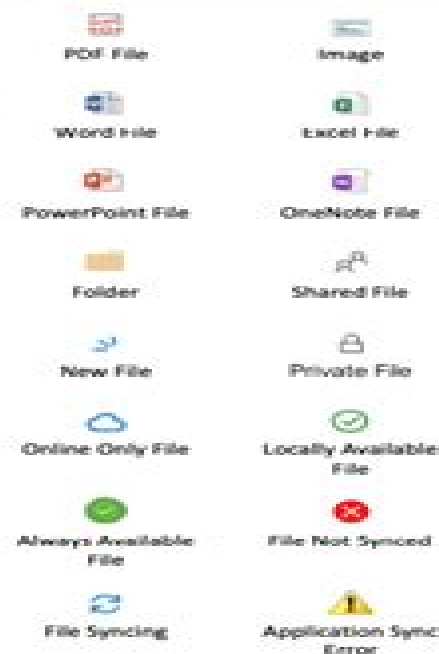 PDF File
Image
Word File
Excel File
PowerPoint File
OneNote File
Folder
Shared File
New File
Private File
Online Only File
Locally Available
File
Always Available
File
File Not Synced
File Syncing
Application Sync
Error